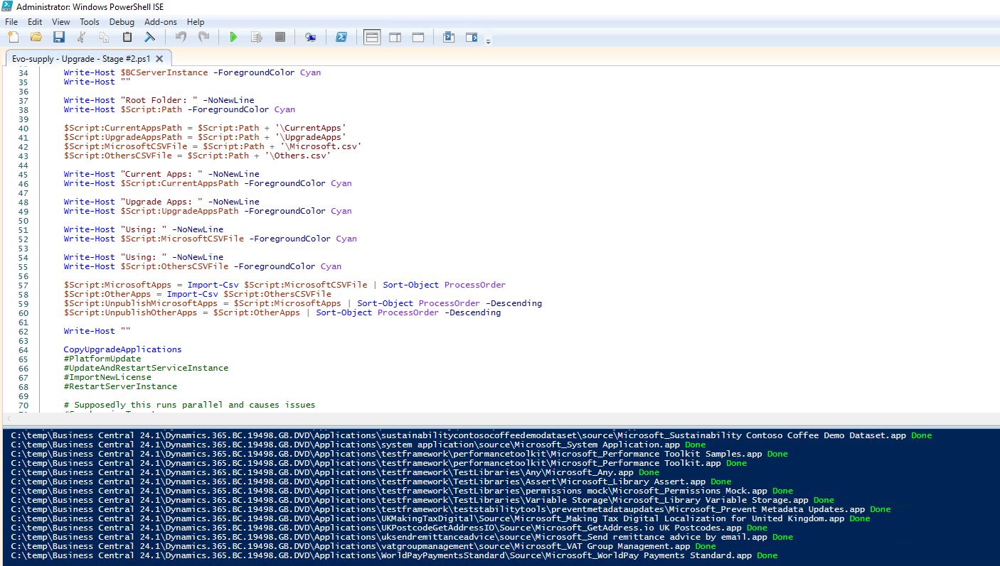 Administrator: Windows PowerShell ISE
File Edit View Tools Debug Add-ons Help
Evo-supply - Upgrade - Stage #2.ps1
34 Write-Host $BCServerInstance -ForegroundColor Cyan
35 Write-Host ""
36
37 Write-Host "Root Folder: " -NoNewLine
38 Write-Host $Script:Path -ForegroundColor Cyan
39
40 $Script:CurrentAppsPath = $Script:Path + '\CurrentApps'
41 $Script:UpgradeAppsPath = $Script:Path + '\UpgradeApps'
42 $Script:MicrosoftCSVFile = $Script:Path + '\Microsoft.csv'
43 $Script:OthersCSVFile = $Script:Path + '\Others.csv'
44
45 Write-Host "Current Apps: " -NoNewLine
46 Write-Host $Script:CurrentAppsPath -ForegroundColor Cyan
47
48 Write-Host "Upgrade Apps: " -NoNewLine
49 Write-Host $Script:UpgradeAppsPath -ForegroundColor Cyan
50
51 Write-Host "Using: " -NoNewLine
52 Write-Host $Script:MicrosoftCSVFile -ForegroundColor Cyan
53
54 Write-Host "Using: " -NoNewLine
55 Write-Host $Script:OthersCSVFile -ForegroundColor Cyan
56
57 $Script:MicrosoftApps = Import-Csv $Script:MicrosoftCSVFile | Sort-Object ProcessOrder
58 $Script:OtherApps = Import-Csv $Script:OthersCSVFile
59 $Script:UnpublishMicrosoftApps = $Script:MicrosoftApps | Sort-Object ProcessOrder -Descending
60 $Script:UnpublishOtherApps = $Script:OtherApps | Sort-Object ProcessOrder -Descending
61
62 Write-Host ""
63
64 CopyUpgradeApplications
65 #PlatformUpdate
66 #UpdateAndRestartServiceInstance
67 #ImportNewLicense
68 #RestartServerInstance
69
70 # Supposedly this runs parallel and causes issues
C:\temp\Business Central 24.1\Dynamics.365.BC.19498.GB.DVD\Applications\sustainabilitycontosocoffeedemodataset\source\Microsoft_Sustainability Contoso Coffee Demo Dataset.app Done
C:\temp\Business Central 24.1\Dynamics.365.BC.19498.GB.DVD\Applications\system application\source\Microsoft_System Application.app Done
C:\temp\Business Central 24.1\Dynamics.365.BC.19498.GB.DVD\Applications\testframework\performancetoolkit\Microsoft_Performance Toolkit Samples.app Done
C:\temp\Business Central 24.1\Dynamics.365.BC.19498.GB.DVD\Applications\testframework\performancetoolkit\Microsoft_Performance Toolkit.app Done
C:\temp\Business Central 24.1\Dynamics.365.BC.19498.GB.DVD\Applications\testframework\TestLibraries\Any\Microsoft_Any.app Done
C:\temp\Business Central 24.1\Dynamics.365.BC.19498.GB.DVD\Applications\testframework\TestLibraries\Assert\Microsoft_Library Assert.app Done
C:\temp\Business Central 24.1\Dynamics.365.BC.19498.GB.DVD\Applications\testframework\TestLibraries\permissions mock\Microsoft_Permissions Mock.app Done
C:\temp\Business Central 24.1\Dynamics.365.BC.19498.GB.DVD\Applications\testframework\TestLibraries\Variable Storage\Microsoft_Library Variable Storage.app Done
C:\temp\Business Central 24.1\Dynamics.365.BC.19498.GB.DVD\Applications\testframework\teststabilitytools\preventmetadataupdates\Microsoft_Prevent Metadata Updates.app Done
C:\temp\Business Central 24.1\Dynamics.365.BC.19498.GB.DVD\Applications\UKMakingTaxDigital\Source\Microsoft_Making Tax Digital Localization for United Kingdom.app Done
C:\temp\Business Central 24.1\Dynamics.365.BC.19498.GB.DVD\Applications\UKPostcodeGetAddressIO\Source\Microsoft_GetAddress.io UK Postcodes.app Done
C:\temp\Business Central 24.1\Dynamics.365.BC.19498.GB.DVD\Applications\uksendremittanceadvice\source\Microsoft_Send remittance advice by email.app Done
C:\temp\Business Central 24.1\Dynamics.365.BC.19498.GB.DVD\Applications\vatgroupmanagement\source\Microsoft_VAT Group Management.app Done
C:\temp\Business Central 24.1\Dynamics.365.BC.19498.GB.DVD\Applications\WorldPayPaymentsStandard\Source\Microsoft_WorldPay Payments Standard.app Done